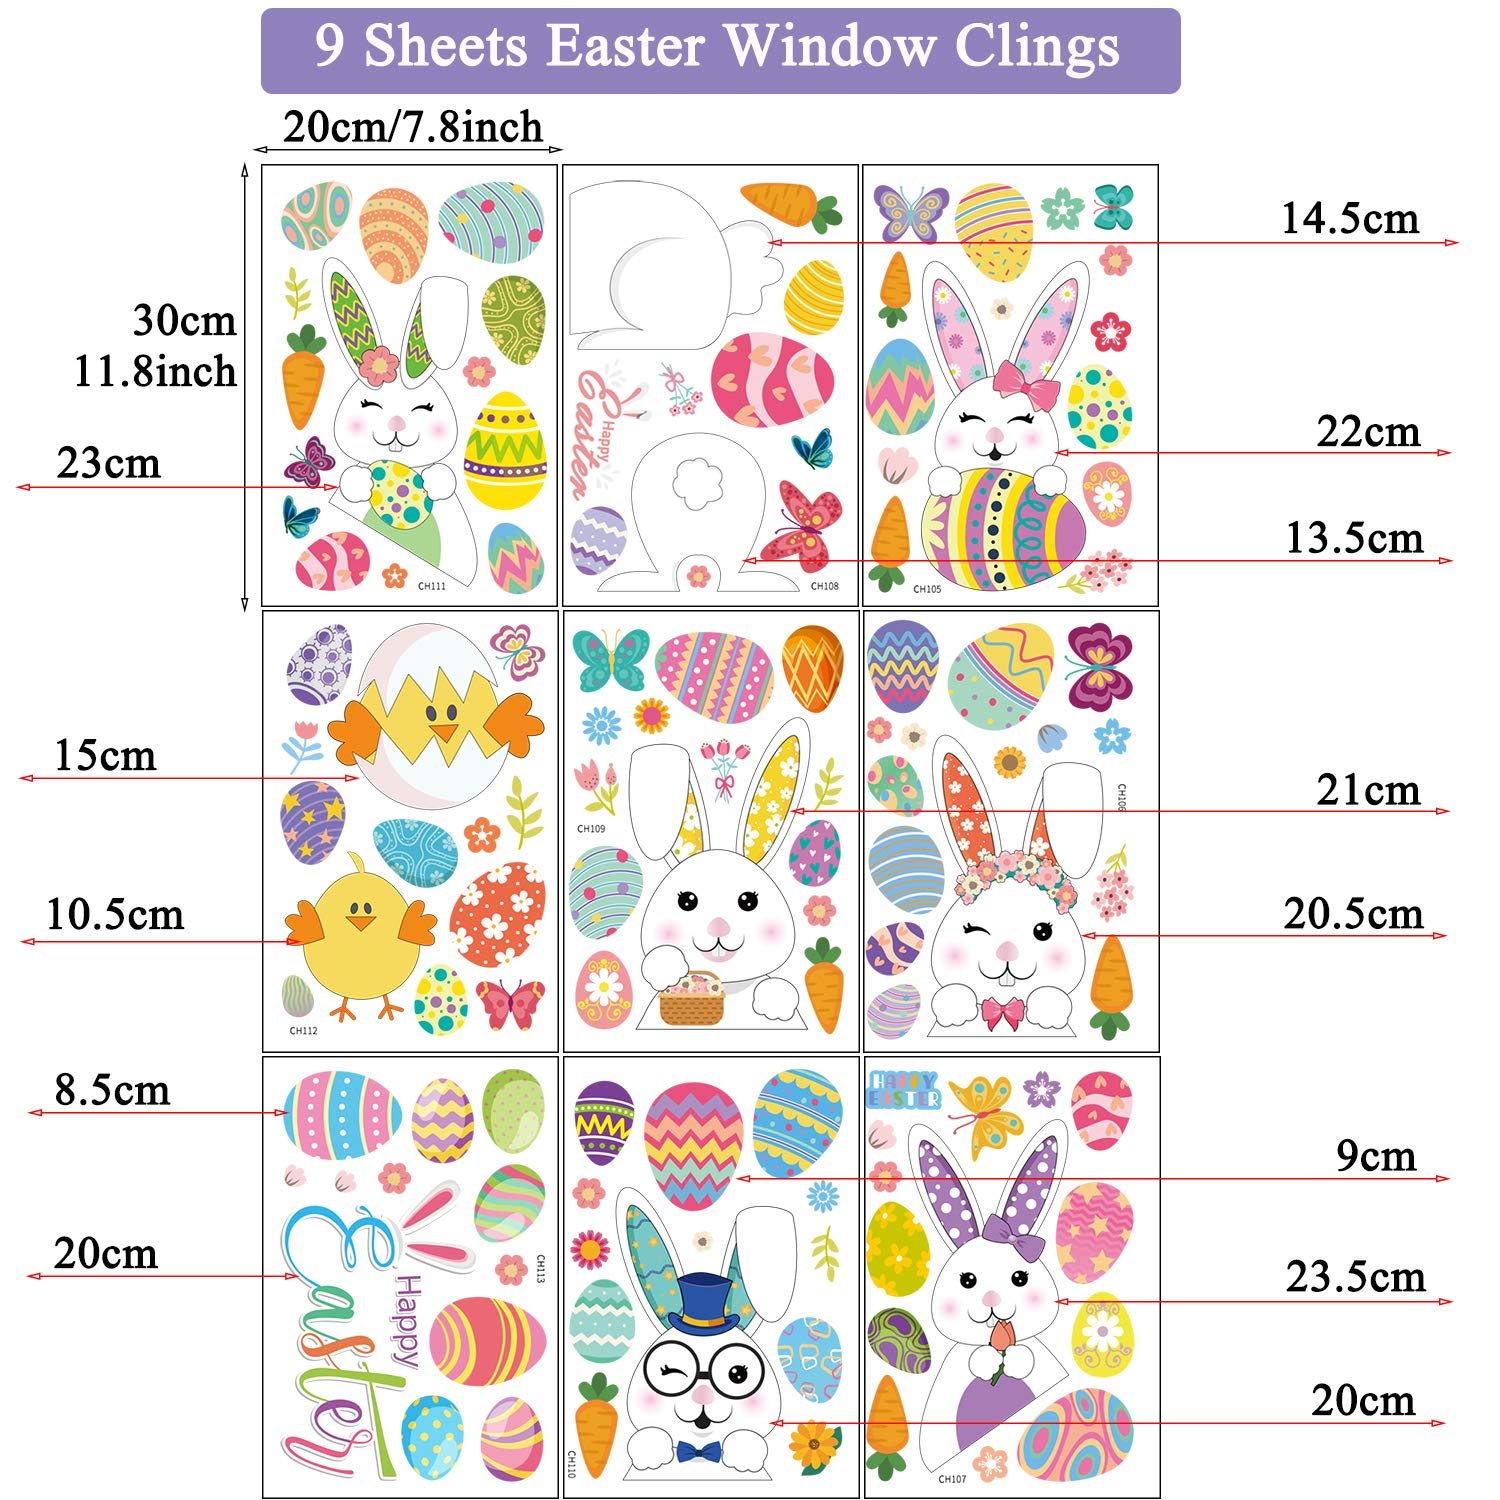 9 Sheets Easter Window Clings
20cm/7.8inch
30cm
11.8inch
14.5cm
23cm
22cm
13.5cm
Happy
Easter
CH111
CH108
CH105
15cm
21cm
10.5cm
20.5cm
CH109
CH106
CH112
8.5cm
HAPPY
EASTER
9cm
20cm
23.5cm
Happy
Easter
CH113
20cm
CH110
CH107